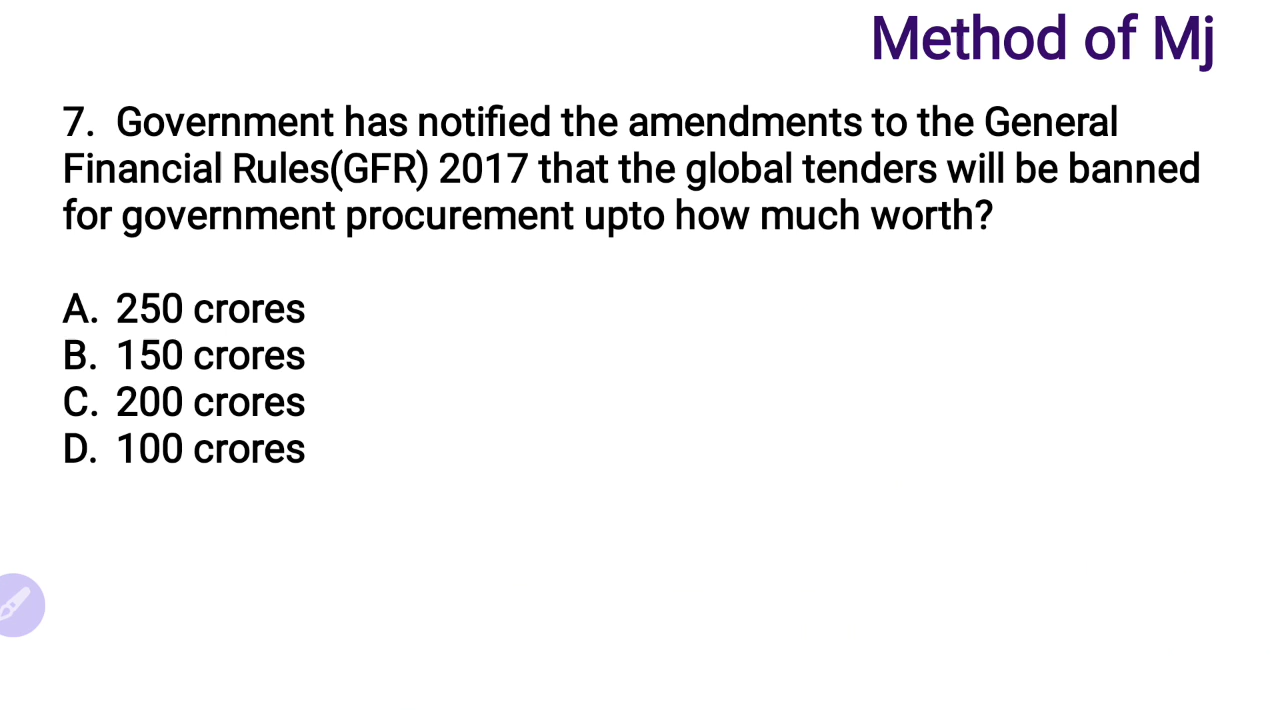 Method of Mj
7. Government has notified the amendments to the General
Financial Rules(GFR) 2017 that the global tenders will be banned
for government procurement upto how much worth?
A. 250 crores
B. 150 crores
C. 200 crores
D. 100 crores